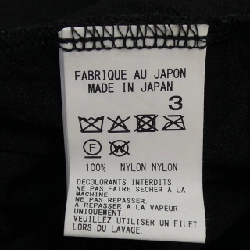 FABRIQUE AU JAPON
MADE IN JAPAN
3
F W
100% NYLON NYLON
DECOLORANTS INTERDITS
NE PAS FAIRE SECHER A LA
MACHINE
NE PAS REPASSER.
A REPASSER A LA VAPEUR
UNIQUEMENT.
VEUILLEZ UTILISER UN FILET
LORS DU LAVAGE.